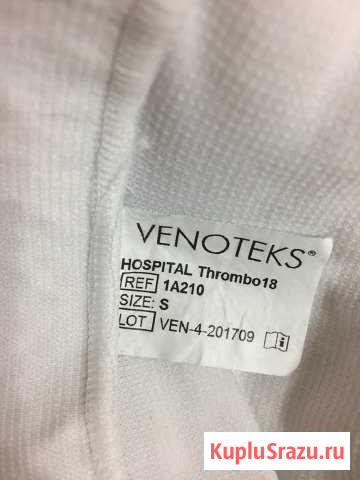 VENOTEKS®
HOSPITAL Thrombo18
REF 1A210
SIZE: S
LOT VEN-4-201709
KupluSrazu.ru